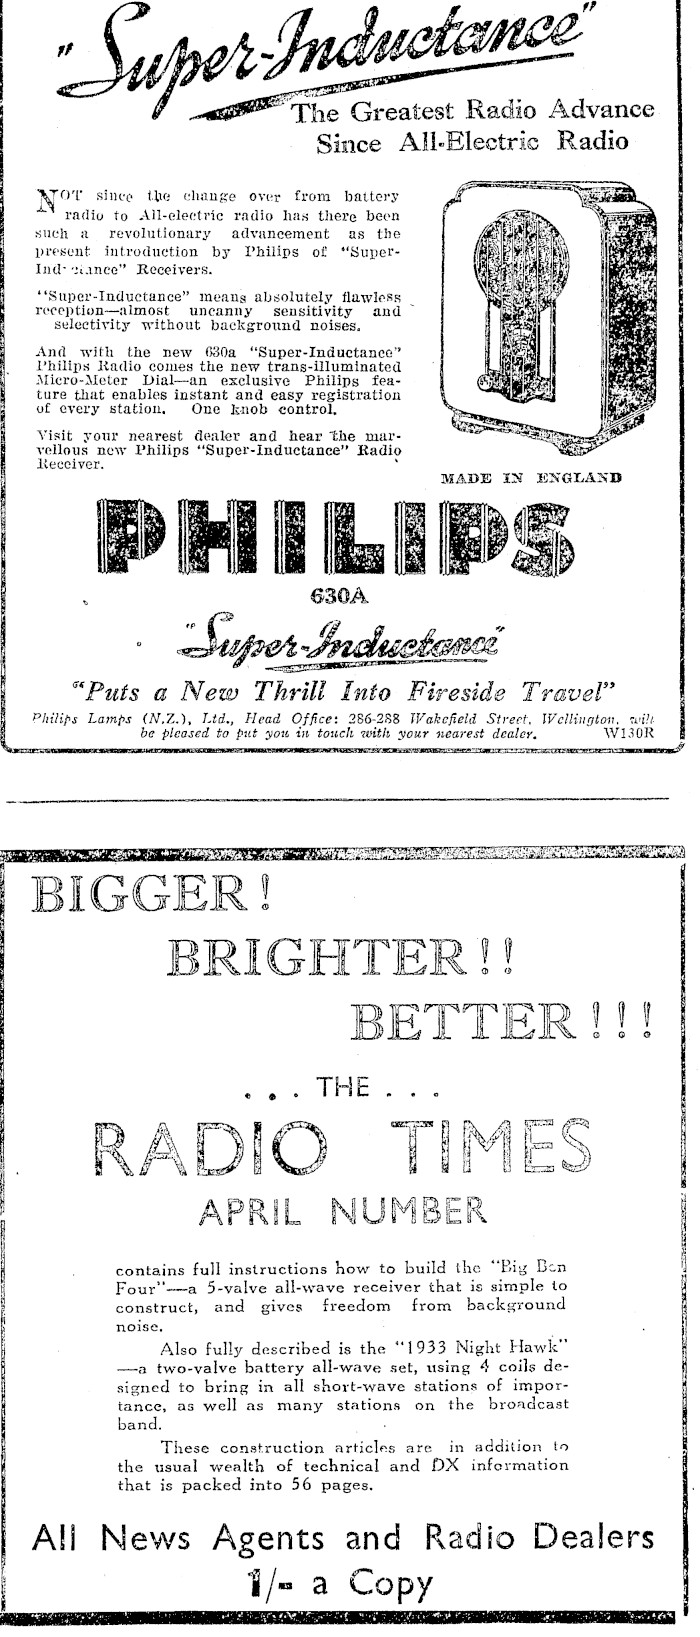 "Super-Inductance"
The Greatest Radio Advance
Since All-Electric Radio
NOT since the change over from battery
radio to All-electric radio has there been
such a revolutionary advancement as the
present introduction by Philips of "Super-
Inductance" Receivers.
"Super-Inductance" means absolutely flawless
reception—almost uncanny sensitivity and
selectivity without background noises.
And with the new 630a "Super-Inductance"
Philips Radio comes the new trans-illuminated
Micro-Meter Dial—an exclusive Philips fea-
ture that enables instant and easy registration
of every station. One knob control.
Visit your nearest dealer and hear the mar-
vellous new Philips "Super-Inductance" Radio
Receiver.
MADE IN ENGLAND
PHILIPS
630A
"Super-Inductance"
"Puts a New Thrill Into Fireside Travel"
Philips Lamps (N.Z.), Ltd., Head Office: 286-288 Wakefield Street, Wellington, will
be pleased to put you in touch with your nearest dealer. W130R
BIGGER!
BRIGHTER!!
BETTER!!!
... THE ...
RADIO TIMES
APRIL NUMBER
contains full instructions how to build the "Big Ben
Four"—a 5-valve all-wave receiver that is simple to
construct, and gives freedom from background
noise.
Also fully described is the "1933 Night Hawk"
—a two-valve battery all-wave set, using 4 coils de-
signed to bring in all short-wave stations of impor-
tance, as well as many stations on the broadcast
band.
These construction articles are in addition to
the usual wealth of technical and DX information
that is packed into 56 pages.
All News Agents and Radio Dealers
1/- a Copy